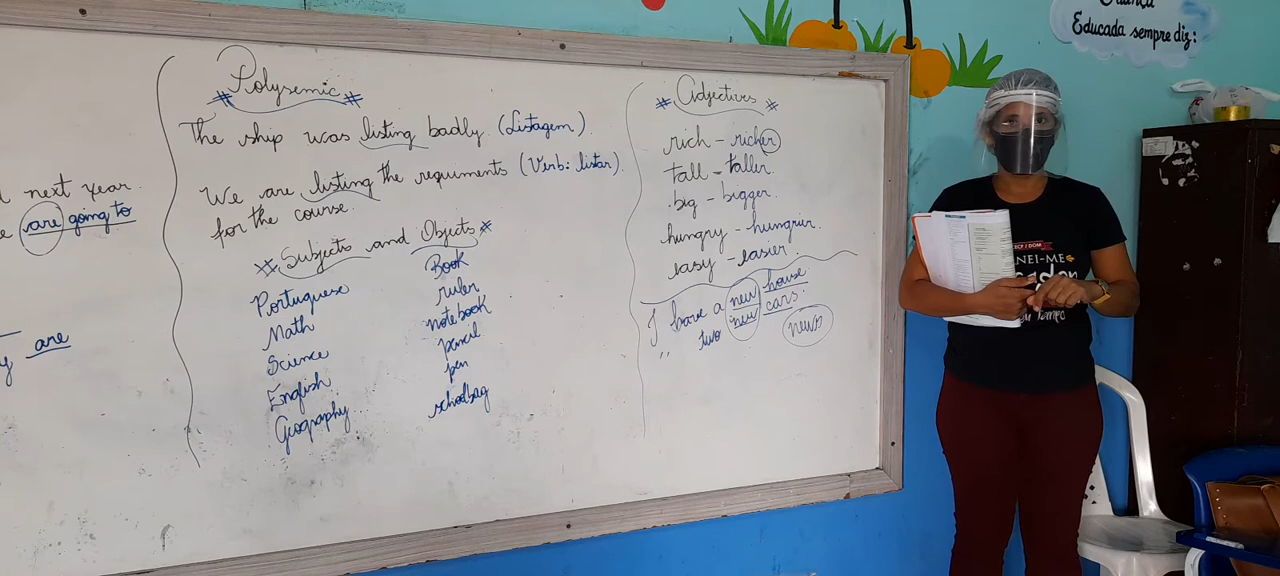 next year.
are going to
are
# Polysemic #
The ship was listing badly. (Listagem).
We are listing the requiments (Verb: listar).
for the course.
# Subjects and Objects #
Portuguese
Math
Science
English
Geography
Book
ruler
notebook
pencil
pen
schoolbag
# Adjectives #
rich - richer
tall - taller.
big - bigger.
hungry - hungrier.
easy - easier.
I have a new house
" two new cars.
news
Educada sempre diz:
NEI-ME